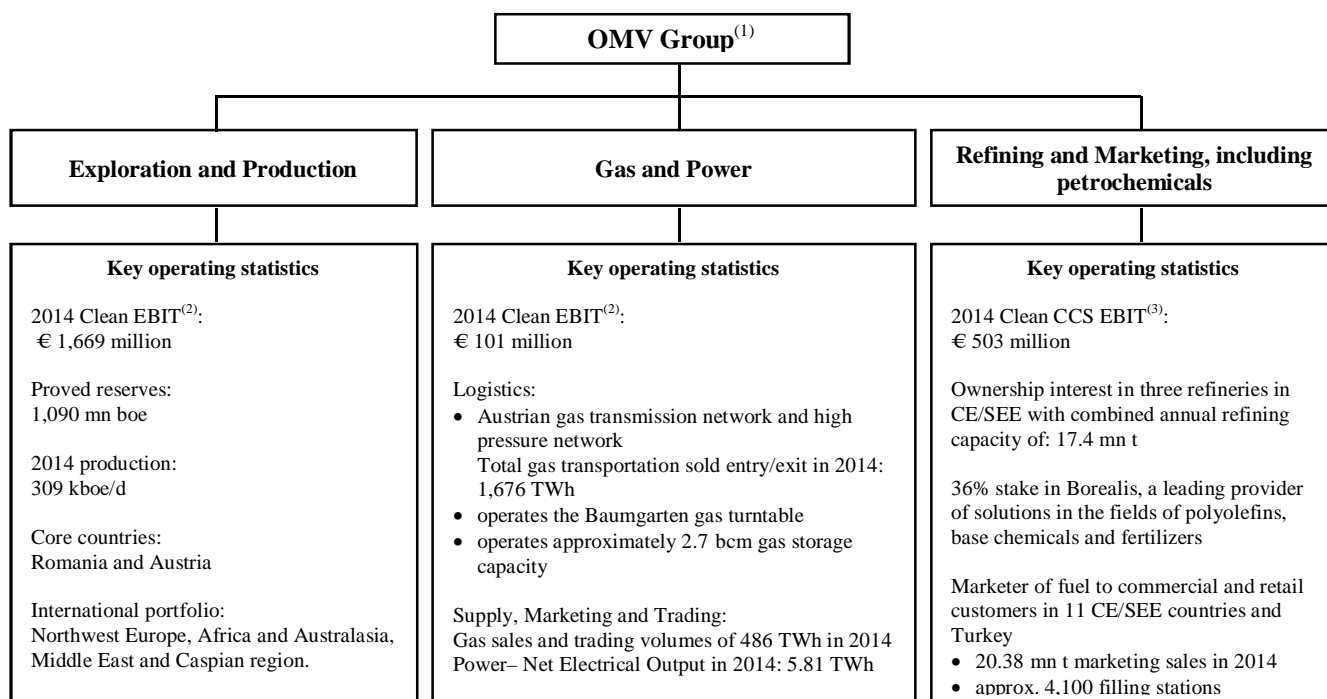 OMV Group(1)
Exploration and Production
Key operating statistics
2014 Clean EBIT(2):
€ 1,669 million
Proved reserves:
1,090 mn boe
2014 production:
309 kboe/d
Core countries:
Romania and Austria
International portfolio:
Northwest Europe, Africa and Australasia,
Middle East and Caspian region.
Gas and Power
Key operating statistics
2014 Clean EBIT(2):
€ 101 million
Logistics:
• Austrian gas transmission network and high
pressure network
Total gas transportation sold entry/exit in 2014:
1,676 TWh
• operates the Baumgarten gas turntable
• operates approximately 2.7 bcm gas storage
capacity
Supply, Marketing and Trading:
Gas sales and trading volumes of 486 TWh in 2014
Power– Net Electrical Output in 2014: 5.81 TWh
Refining and Marketing, including
petrochemicals
Key operating statistics
2014 Clean CCS EBIT(3):
€ 503 million
Ownership interest in three refineries in
CE/SEE with combined annual refining
capacity of: 17.4 mn t
36% stake in Borealis, a leading provider
of solutions in the fields of polyolefins,
base chemicals and fertilizers
Marketer of fuel to commercial and retail
customers in 11 CE/SEE countries and
Turkey
• 20.38 mn t marketing sales in 2014
• approx. 4,100 filling stations